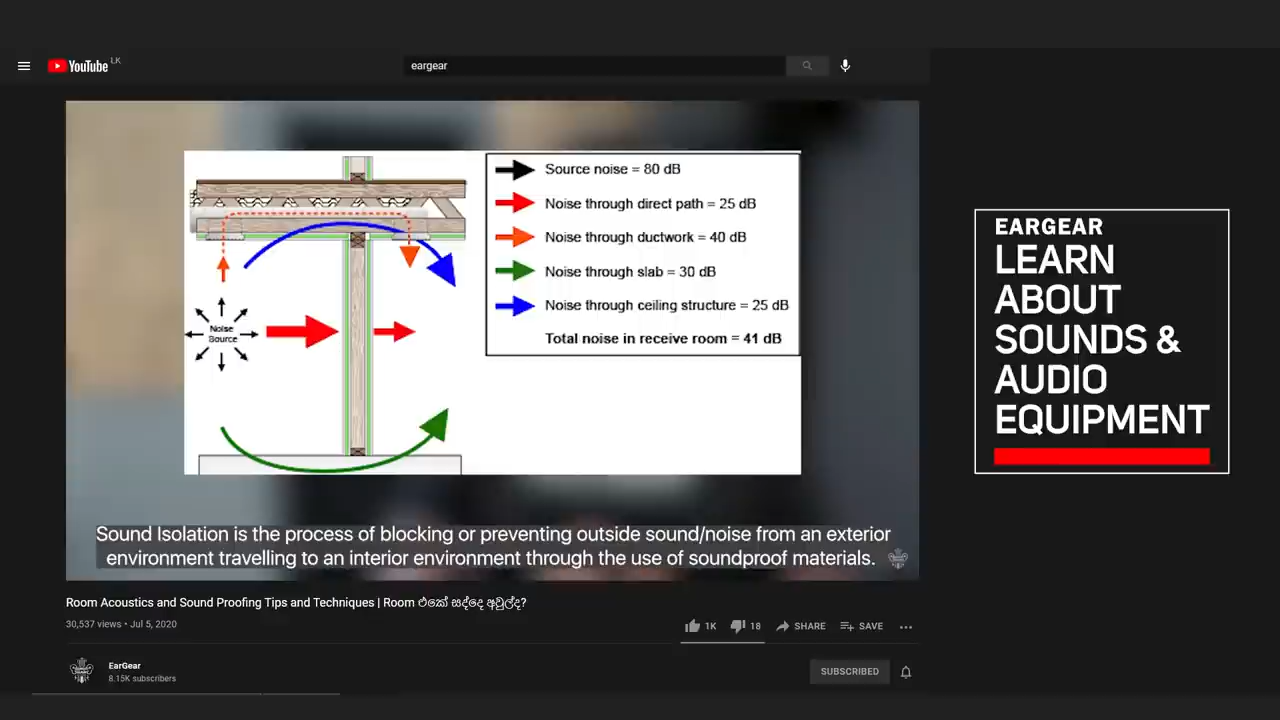 YouTube LK
eargear
Source noise = 80 dB
Noise through direct path = 25 dB
Noise through ductwork = 40 dB
Noise through slab = 30 dB
Noise through ceiling structure = 25 dB
Total noise in receive room = 41 dB
Noise
Source
Sound Isolation is the process of blocking or preventing outside sound/noise from an exterior
environment travelling to an interior environment through the use of soundproof materials.
Room Acoustics and Sound Proofing Tips and Techniques | Room එකේ සද්දෙ අවුල්ද?
30,537 views • Jul 5, 2020
1K 18 SHARE SAVE
EarGear
8.15K subscribers
SUBSCRIBED
EARGEAR
LEARN
ABOUT
SOUNDS &
AUDIO
EQUIPMENT